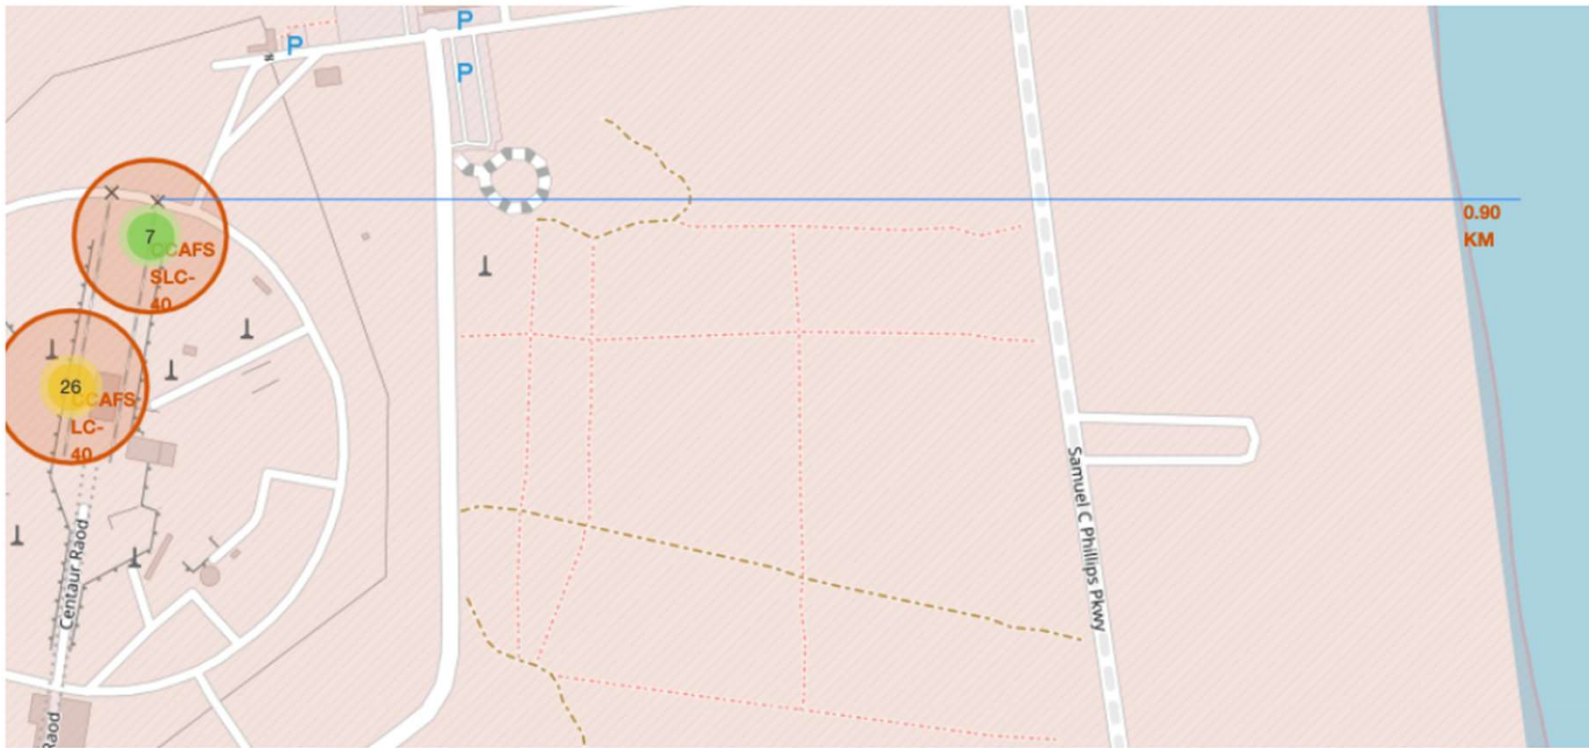 P
P
P
0.90
KM
7
CCAFS
SLC-
40
26
CCAFS
LC-
40
Samuel C Phillips Pkwy
Centaur Raod
Raod